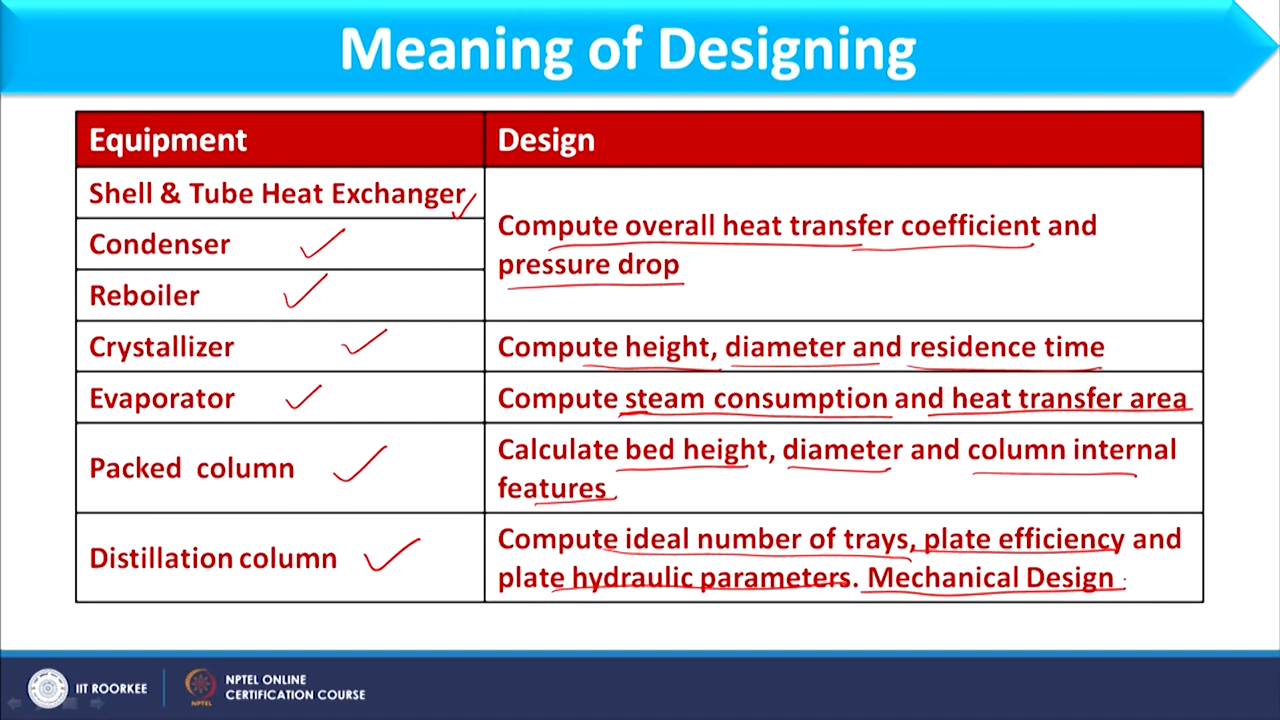 Meaning of Designing
Equipment
Design
Shell & Tube Heat Exchanger
Condenser
Reboiler
Compute overall heat transfer coefficient and
pressure drop
Crystallizer
Compute height, diameter and residence time
Evaporator
Compute steam consumption and heat transfer area
Packed column
Calculate bed height, diameter and column internal
features
Distillation column
Compute ideal number of trays, plate efficiency and
plate hydraulic parameters. Mechanical Design
IIT ROORKEE
NPTEL ONLINE
CERTIFICATION COURSE
NPTEL